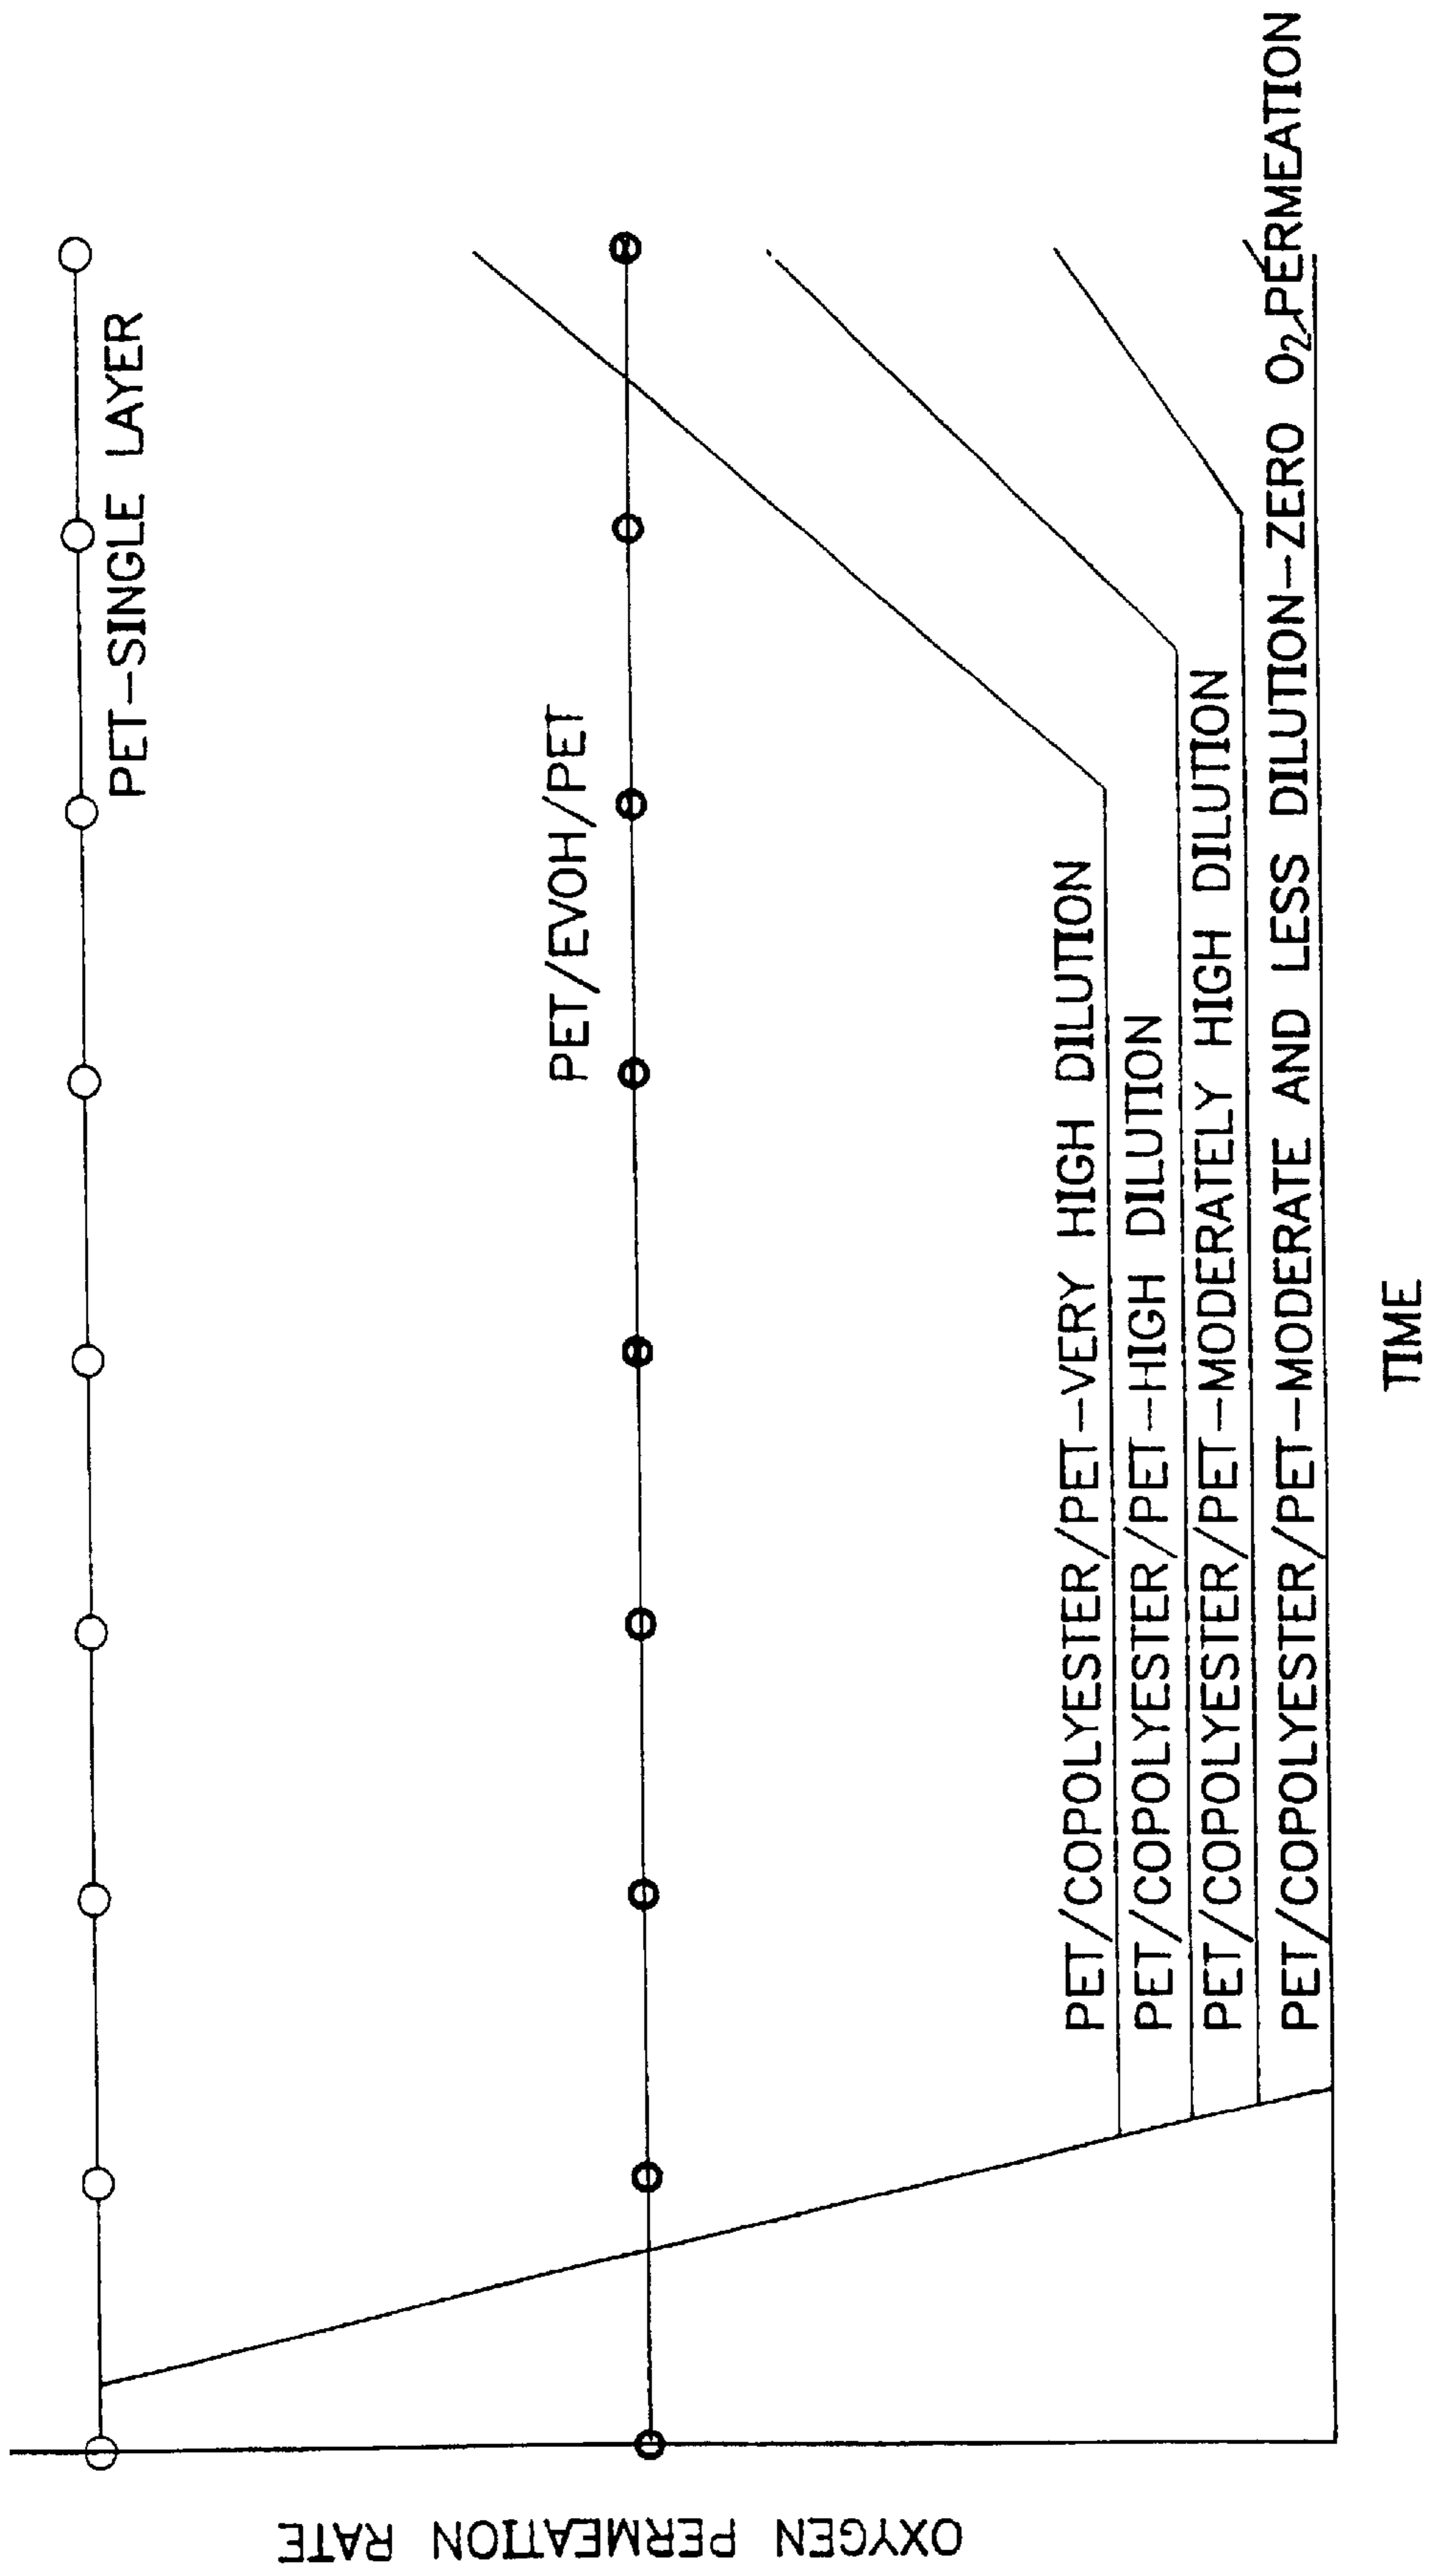 PET-SINGLE LAYER
PET/EVOH/PET
PET/COPOLYESTER/PET-VERY HIGH DILUTION
PET/COPOLYESTER/PET-HIGH DILUTION
PET/COPOLYESTER/PET-MODERATELY HIGH DILUTION
PET/COPOLYESTER/PET-MODERATE AND LESS DILUTION-ZERO O₂ PERMEATION
OXYGEN PERMEATION RATE
TIME